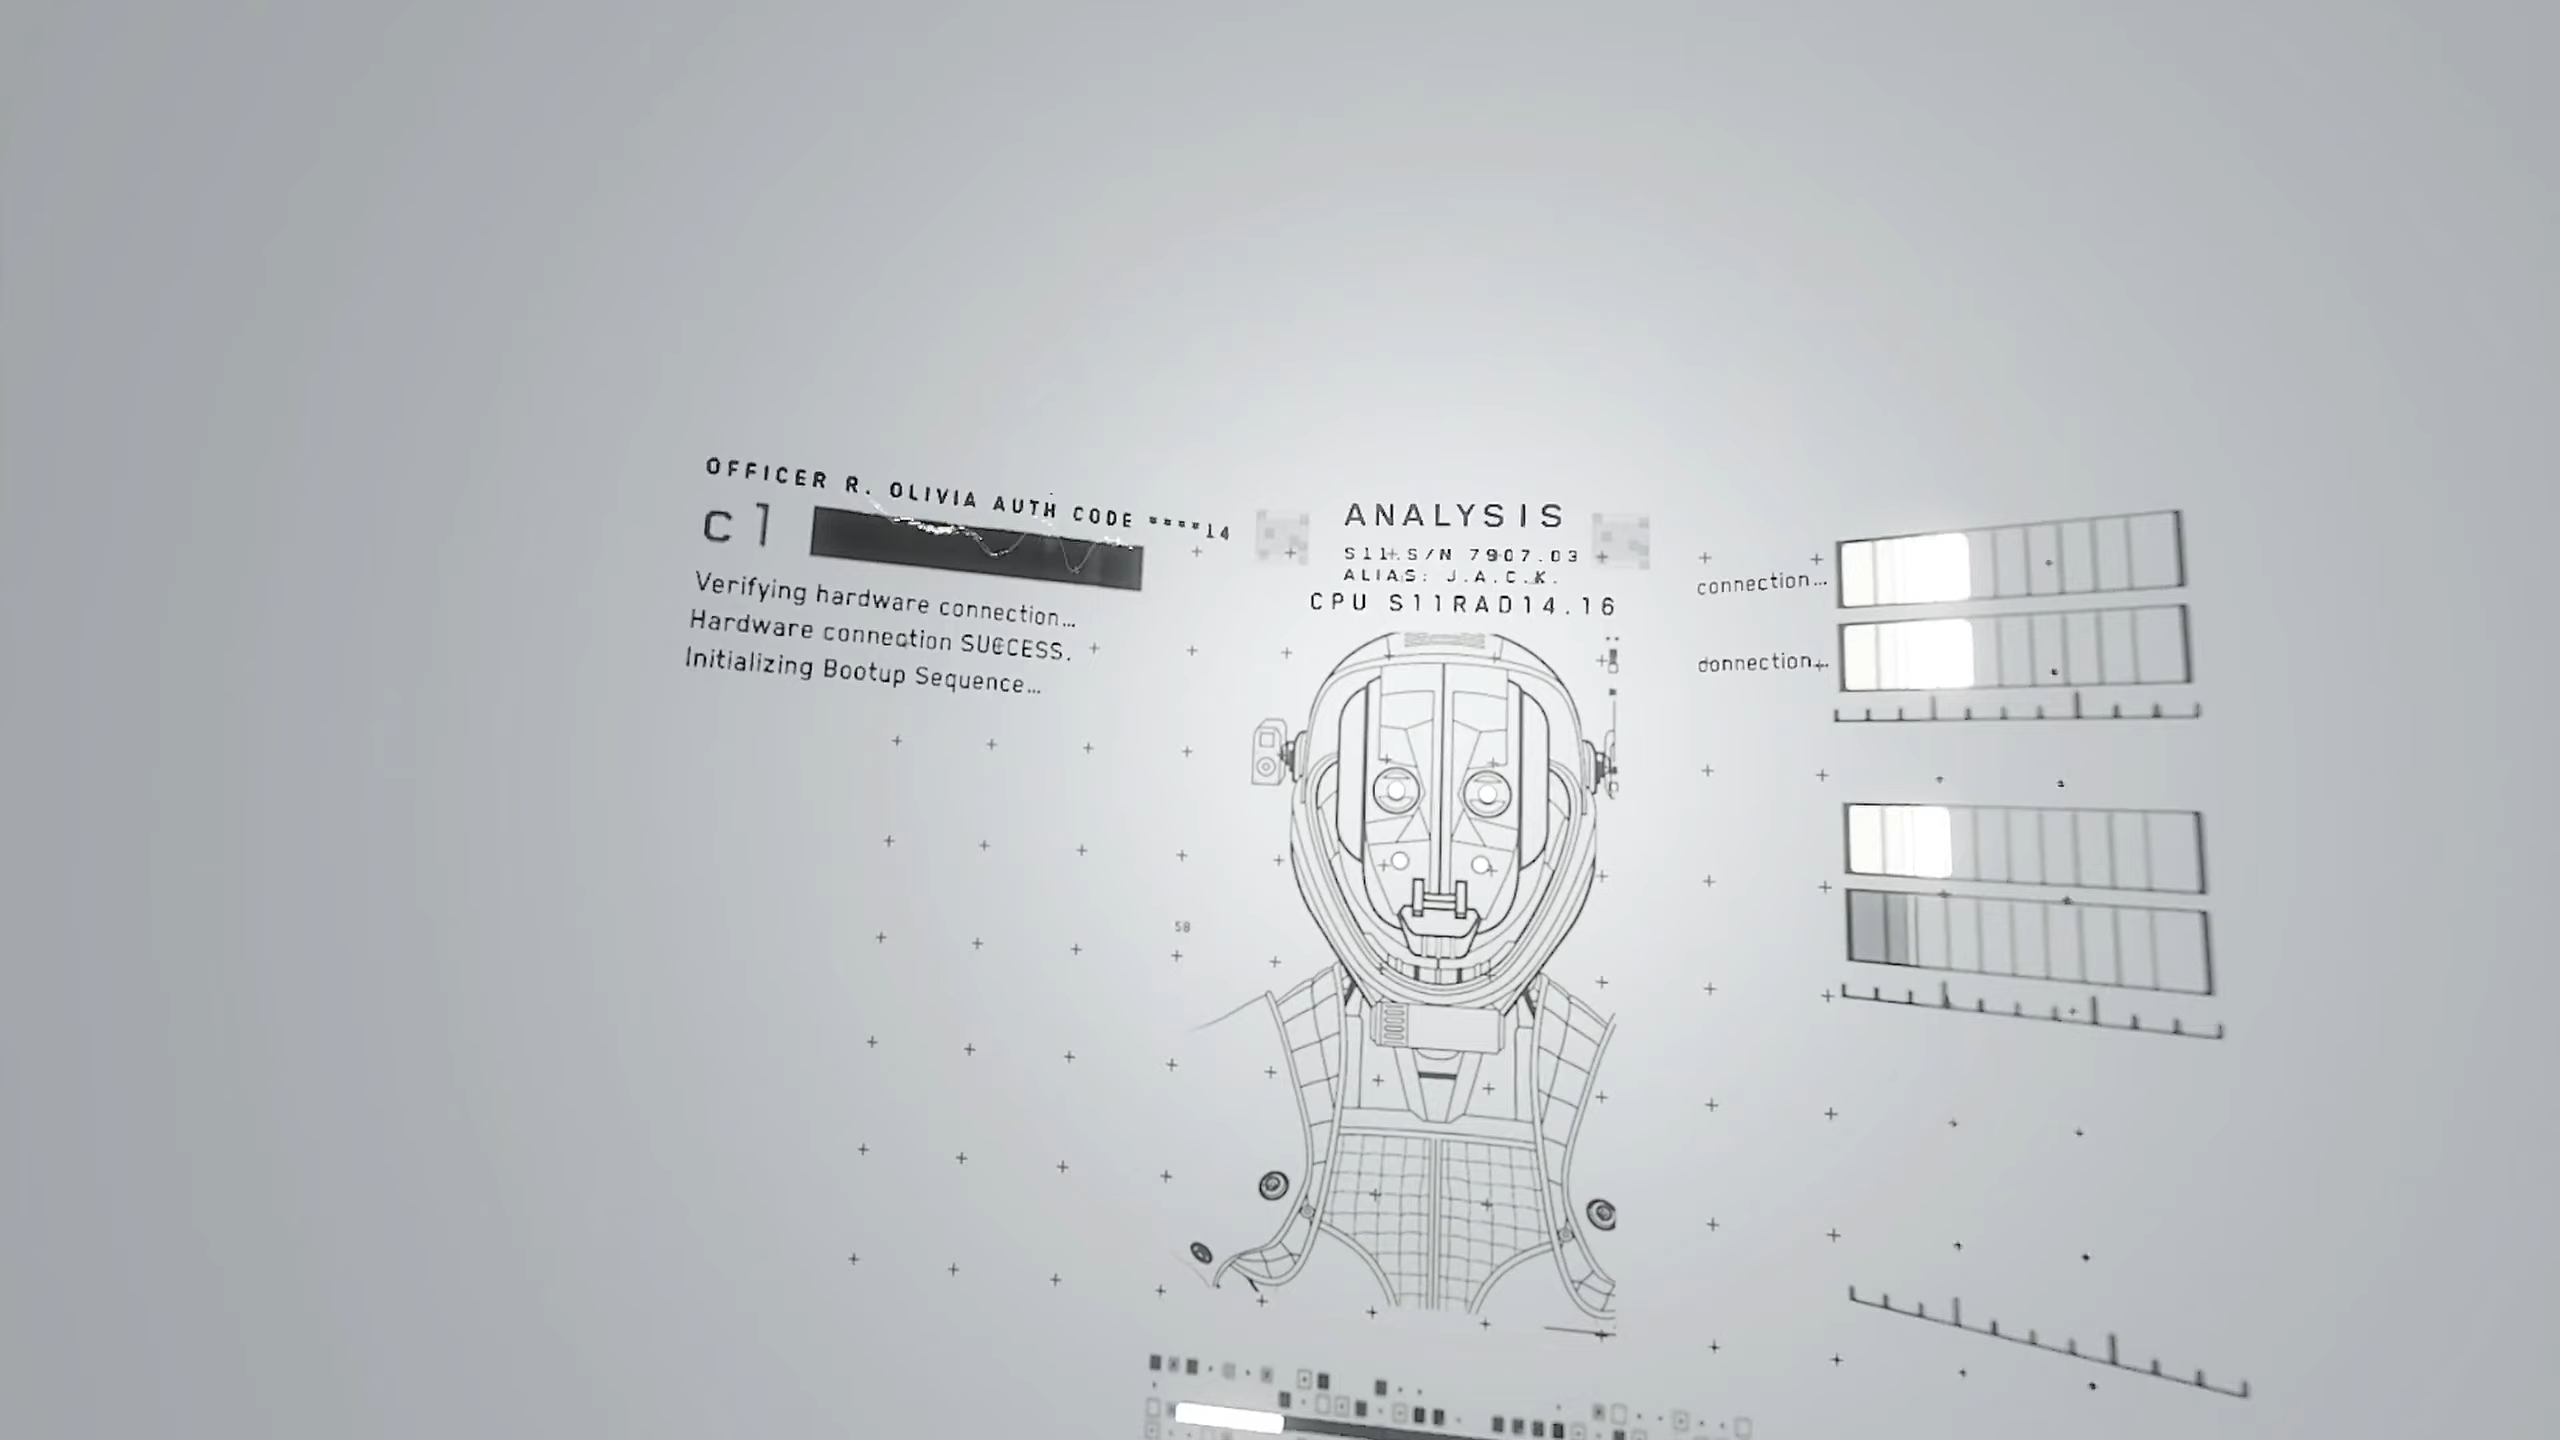 OFFICER R. OLIVIA AUTH CODE ****14
c1
Verifying hardware connection...
Hardware connection SUCCESS.
Initializing Bootup Sequence...
ANALYSIS
S11.S/N 7907.03
ALIAS: J.A.C.K.
CPU S11RAD14.16
connection...
connection...
58